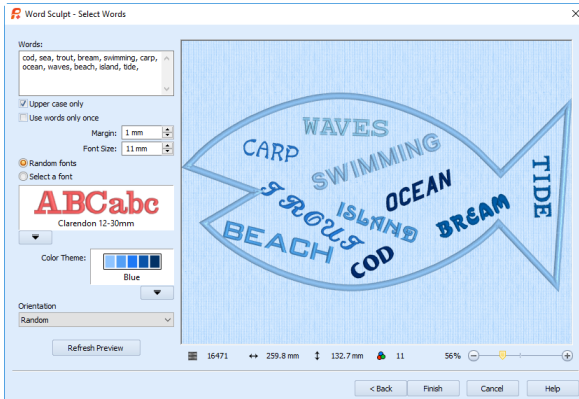 Word Sculpt - Select Words
Words:
cod, sea, trout, bream, swimming, carp,
ocean, waves, beach, island, tide,
Upper case only
Use words only once
Margin: 1 mm
Font Size: 11 mm
Random fonts
Select a font
ABCabc
Clarendon 12-30mm
Color Theme:
Blue
Orientation
Random
Refresh Preview
WAVES
CARP
SWIMMING
TIDE
OCEAN
TROUT
ISLAND
BREAM
BEACH
COD
16471 259.8 mm 132.7 mm 11 56%
< Back Finish Cancel Help